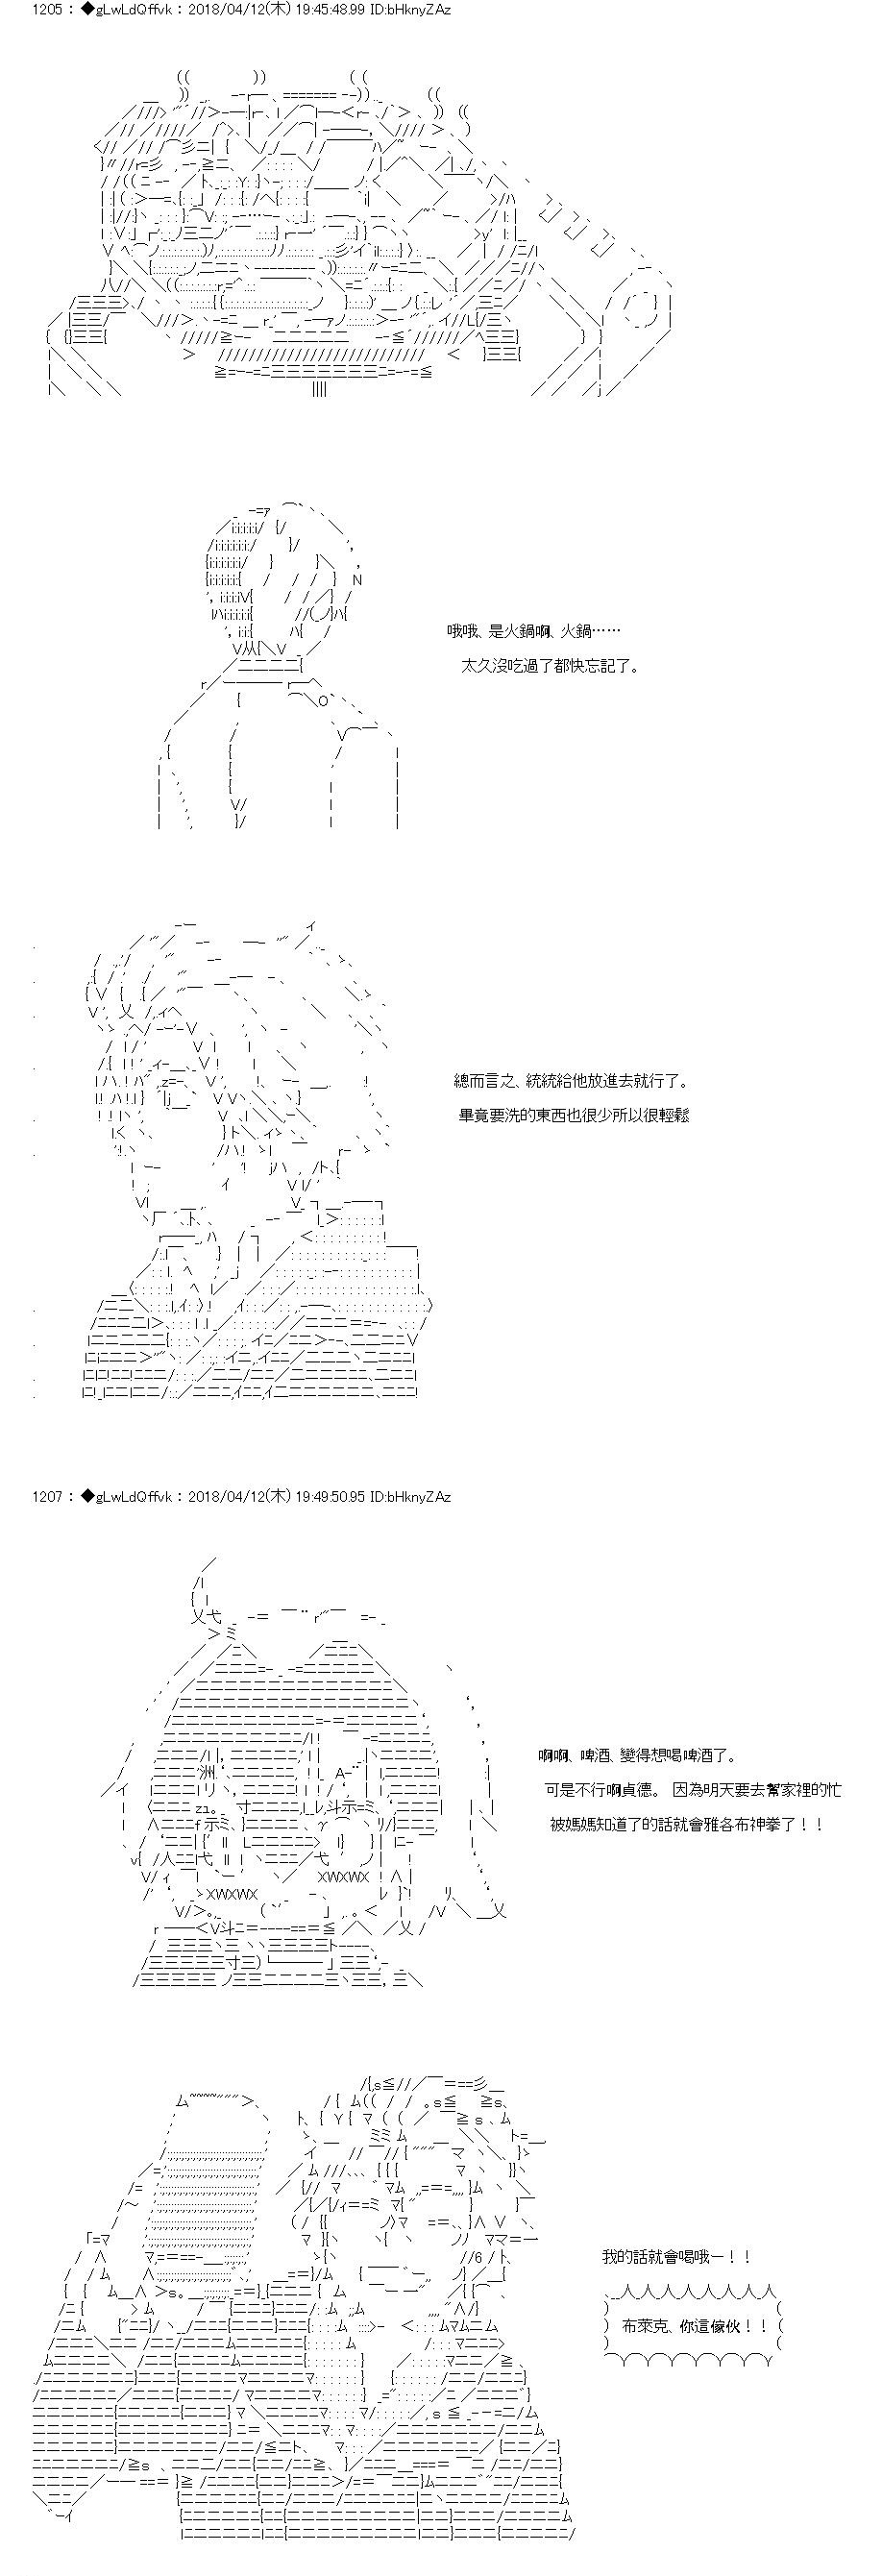 1205 : ◆gLwLdQffvk : 2018/04/12(木) 19:45:48.99 ID:bHknyZAz
哦哦、是火鍋啊、火鍋……
太久沒吃過了都快忘記了。
總而言之、統統給他放進去就行了。
畢竟要洗的東西也很少所以很輕鬆
1207 : ◆gLwLdQffvk : 2018/04/12(木) 19:49:50.95 ID:bHknyZAz
啊啊、啤酒、變得想喝啤酒了。
可是不行啊貞德。 因為明天要去幫家裡的忙
被媽媽知道了的話就會雅各布神拳了！！
我的話就會喝哦ー！！
布萊克、你這傢伙！！